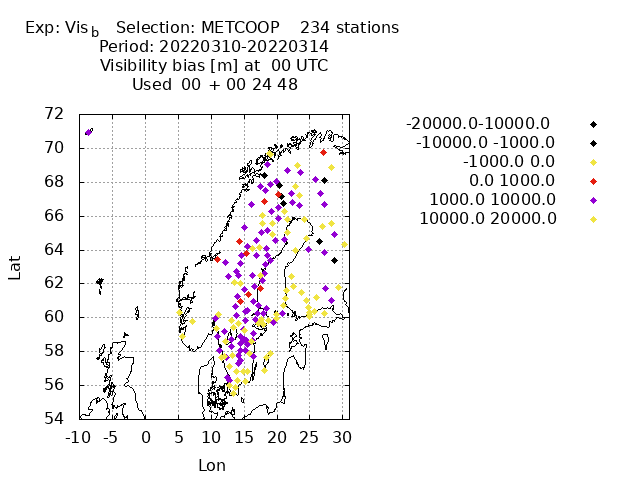 Exp: Vis b Selection: METCOOP 234 stations
Period: 20220310-20220314
Visibility bias [m] at 00 UTC
Used 00 + 00 24 48
-20000.0-10000.0
-10000.0 -1000.0
-1000.0 0.0
0.0 1000.0
1000.0 10000.0
10000.0 20000.0
72
70
68
66
64
62
60
58
56
54
Lat
-10 -5 0 5 10 15 20 25 30
Lon